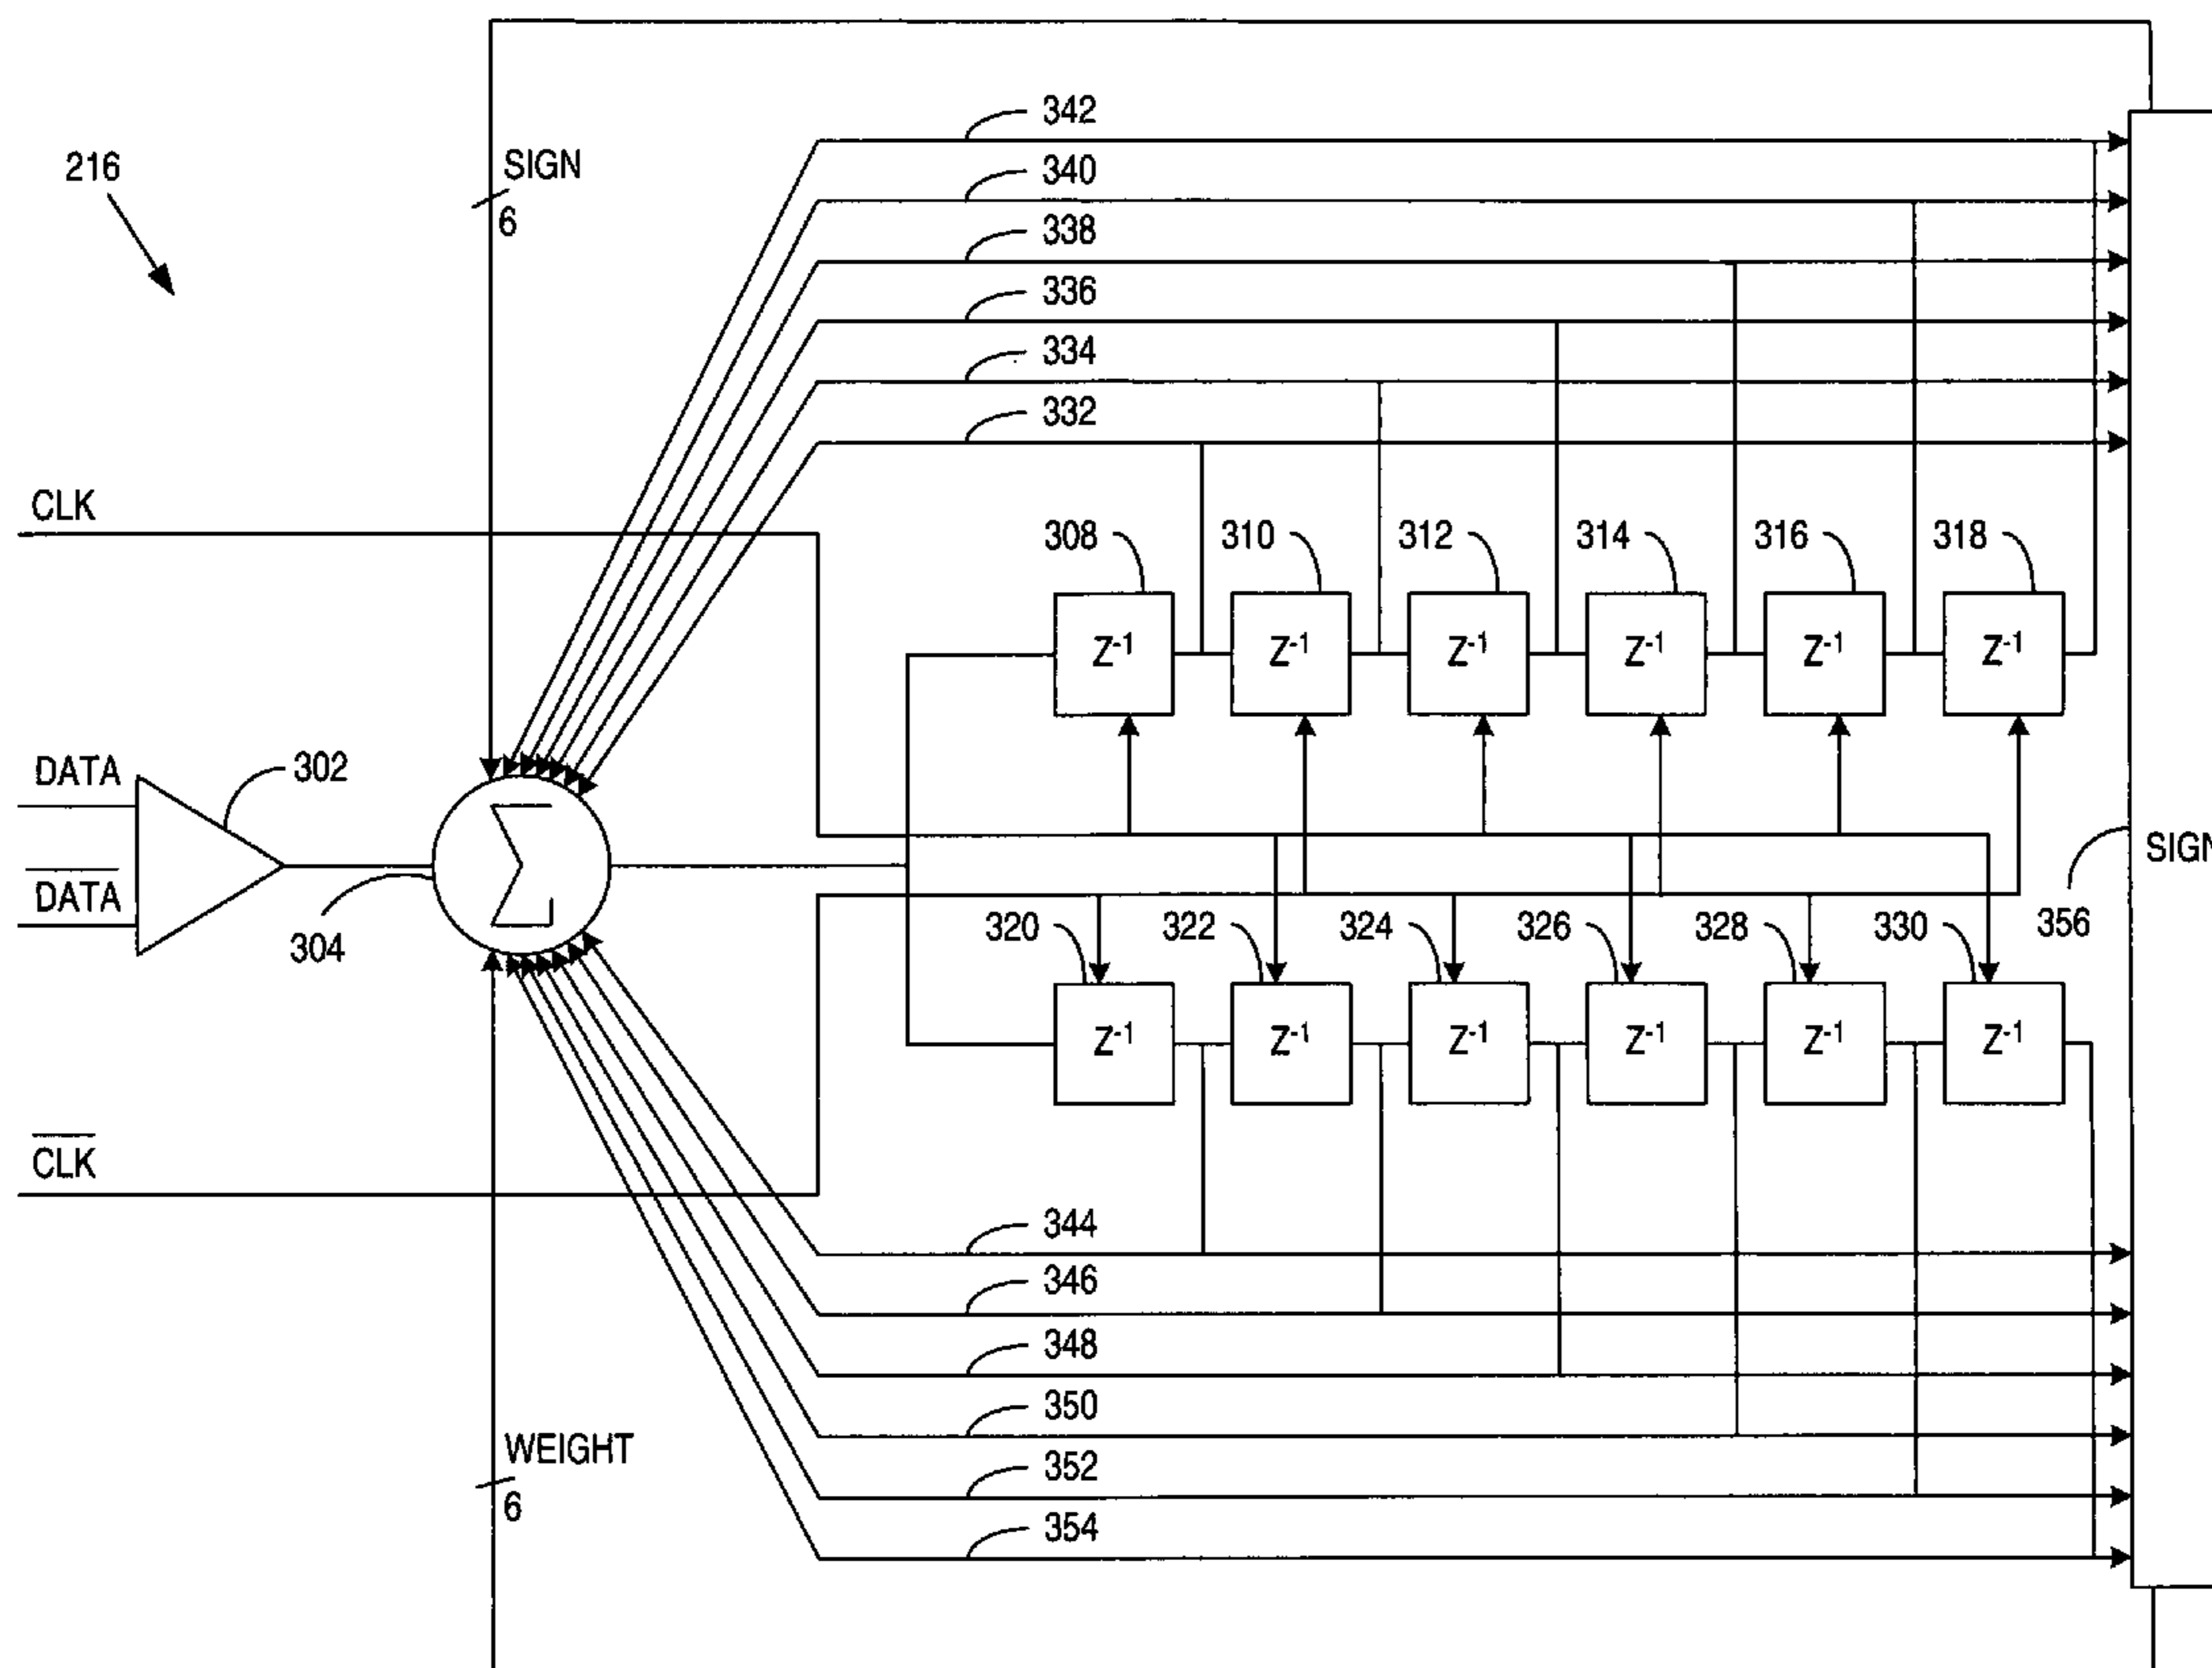 342
340
SIGN
6
338
216
336
334
332
CLK
308
310
312
314
316
318
Z-1
Z-1
Z-1
Z-1
Z-1
Z-1
DATA
302
Σ
SIGN
DATA
304
356
320
322
324
326
328
330
Z-1
Z-1
Z-1
Z-1
Z-1
Z-1
CLK
344
346
348
350
WEIGHT
6
352
354